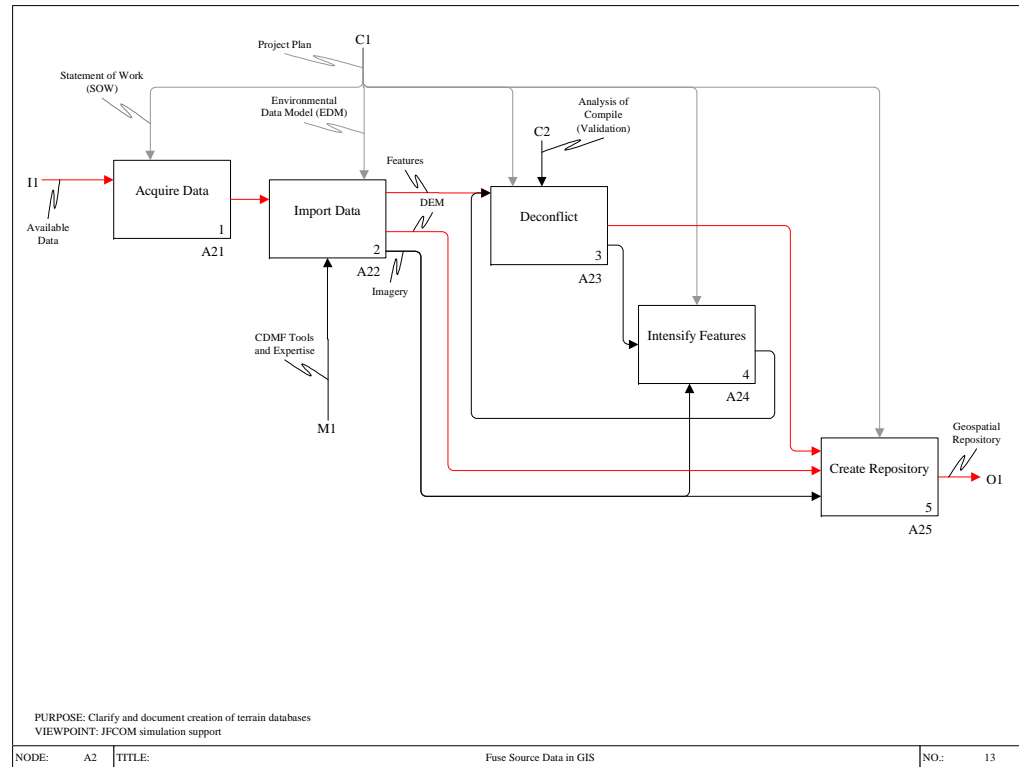 C1
Project Plan
Statement of Work
(SOW)
Environmental
Data Model (EDM)
Analysis of
Compile
(Validation)
C2
Features
DEM
I1
Available
Data
Acquire Data
1
A21
Import Data
2
A22
Imagery
Deconflict
3
A23
Intensify Features
4
A24
CDMF Tools
and Expertise
M1
Create Repository
5
A25
Geospatial
Repository
O1
PURPOSE: Clarify and document creation of terrain databases
VIEWPOINT: JFCOM simulation support
NODE: A2 TITLE: Fuse Source Data in GIS NO.: 13